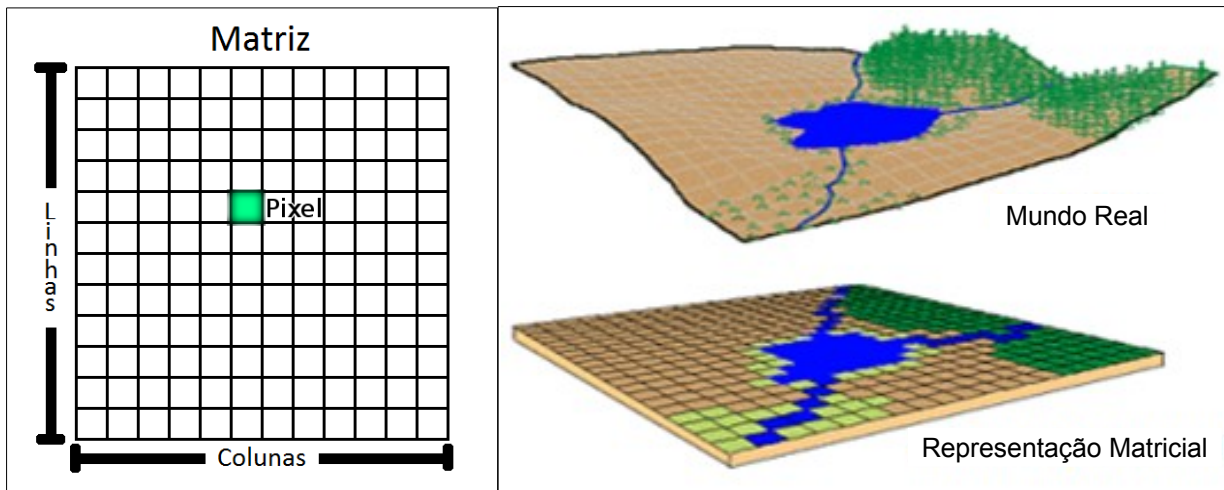 Matriz
Linhas
Pixel
Colunas
Mundo Real
Representação Matricial